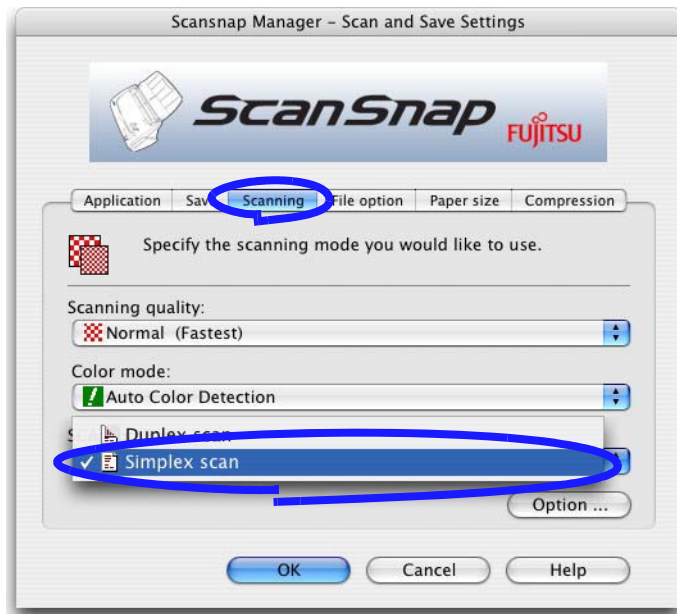 Scansnap Manager – Scan and Save Settings
ScanSnap FUJITSU
Application Sav Scanning File option Paper size Compression
Specify the scanning mode you would like to use.
Scanning quality:
Normal (Fastest)
Color mode:
Auto Color Detection
Duplex scan
Simplex scan
Option ...
OK Cancel Help